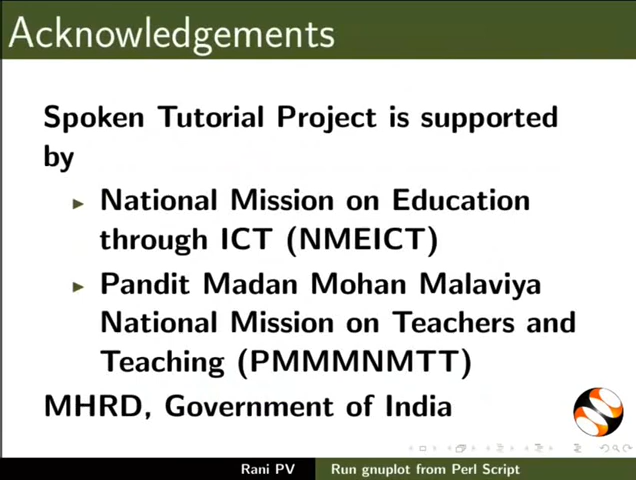 Acknowledgements
Spoken Tutorial Project is supported
by
National Mission on Education
through ICT (NMEICT)
Pandit Madan Mohan Malaviya
National Mission on Teachers and
Teaching (PMMMNMTT)
MHRD, Government of India
Rani PV Run gnuplot from Perl Script